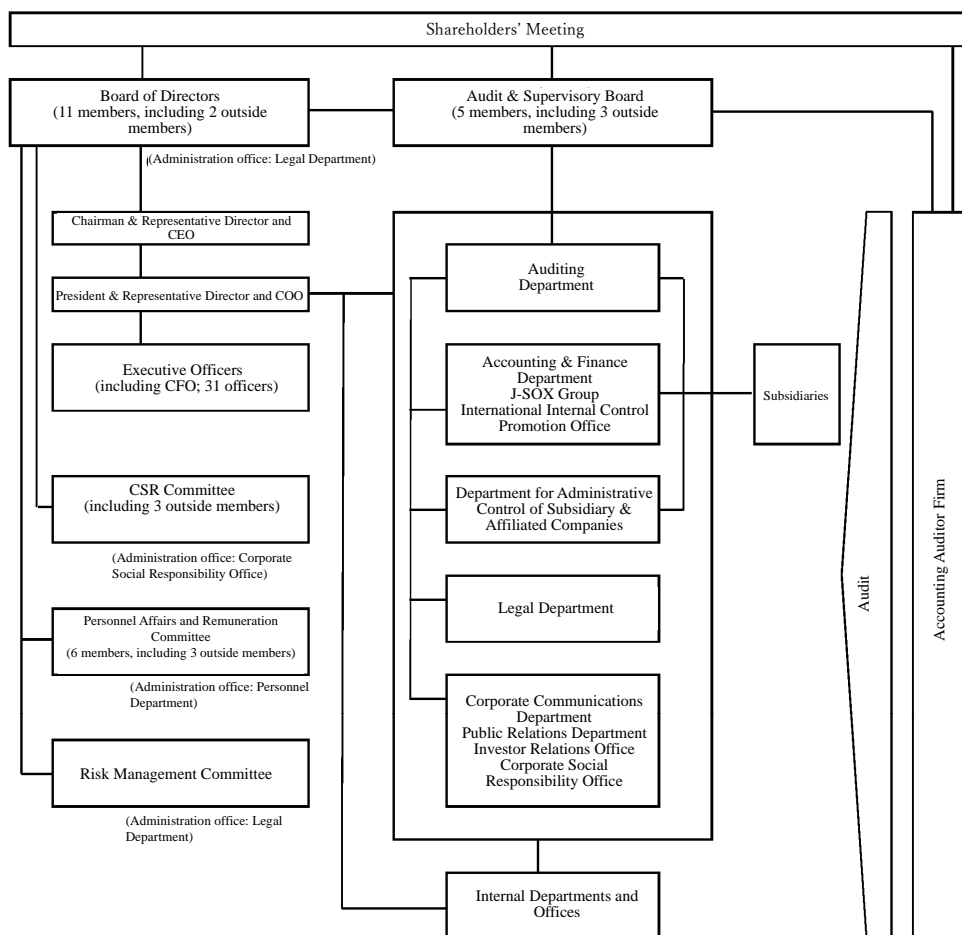 Shareholders' Meeting
Board of Directors
(11 members, including 2 outside
members)
(Administration office: Legal Department)
Audit & Supervisory Board
(5 members, including 3 outside
members)
Chairman & Representative Director and
CEO
President & Representative Director and COO
Executive Officers
(including CFO; 31 officers)
CSR Committee
(including 3 outside members)
(Administration office: Corporate
Social Responsibility Office)
Personnel Affairs and Remuneration
Committee
(6 members, including 3 outside members)
(Administration office: Personnel
Department)
Risk Management Committee
(Administration office: Legal
Department)
Auditing
Department
Accounting & Finance
Department
J-SOX Group
International Internal Control
Promotion Office
Department for Administrative
Control of Subsidiary &
Affiliated Companies
Legal Department
Corporate Communications
Department
Public Relations Department
Investor Relations Office
Corporate Social
Responsibility Office
Internal Departments and
Offices
Subsidiaries
Audit
Accounting Auditor Firm